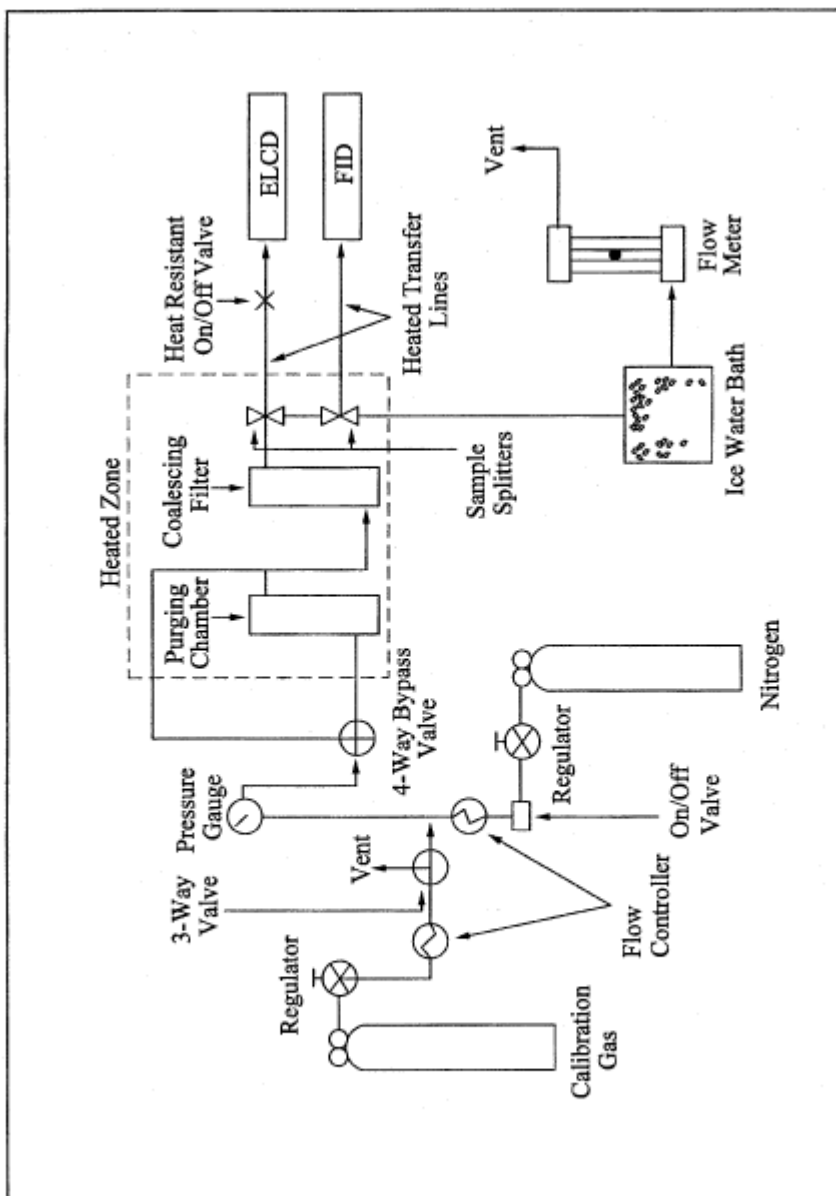 Heated Zone
Purging
Chamber
Coalescing
Filter
Heat Resistant
On/Off Valve
ELCD
FID
Heated Transfer
Lines
Sample
Splitters
Pressure
Gauge
4-Way Bypass
Valve
3-Way
Valve
Vent
Regulator
Calibration
Gas
Flow
Controller
On/Off
Valve
Regulator
Nitrogen
Ice Water Bath
Flow
Meter
Vent